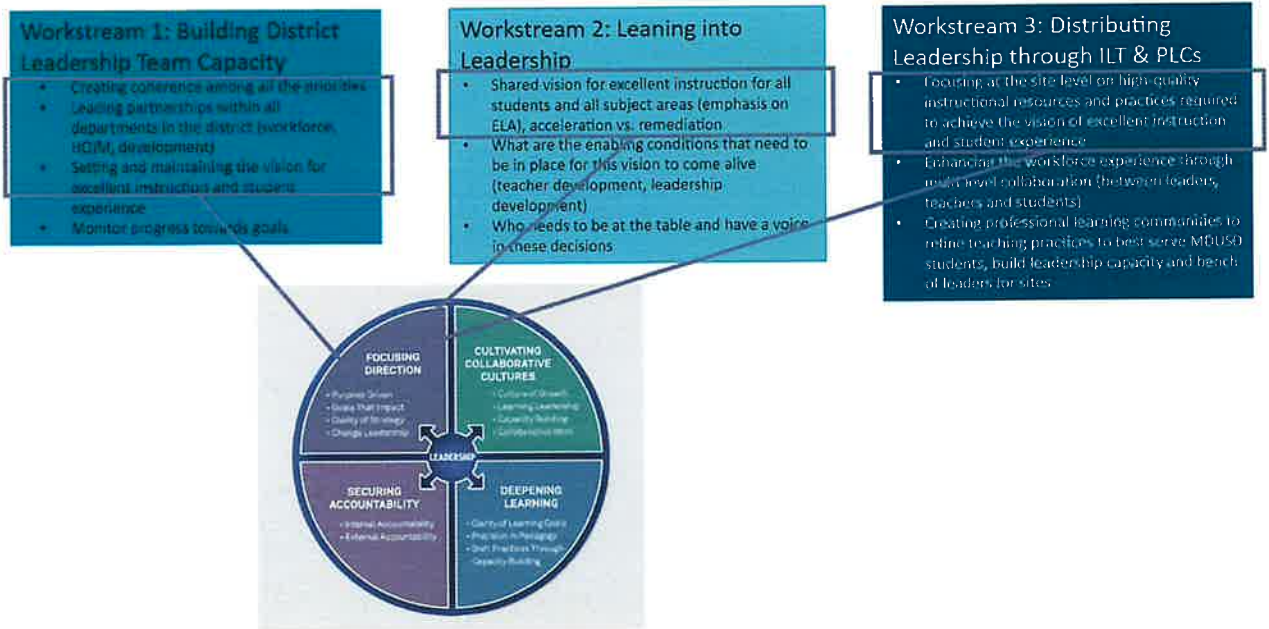 Workstream 1: Building District
Leadership Team Capacity
• Creating coherence among all the priorities
• Leading partnerships within all
departments in the district (workforce,
development)
• Setting and maintaining the vision for
excellent instruction and student
experience
• Monitor progress towards goals
Workstream 2: Leaning into
Leadership
• Shared vision for excellent instruction for all
students and all subject areas (emphasis on
ELA), acceleration vs. remediation
• What are the enabling conditions that need to
be in place for this vision to come alive
(teacher development, leadership
development)
• Who needs to be at the table and have a voice
in these decisions
Workstream 3: Distributing
Leadership through ILT & PLCs
• Focusing at the site level on high-quality
instructional resources and practices required
to achieve the vision of excellent instruction
and student experience
• Enhancing the workforce experience through
multi-level collaboration (between leaders,
teachers and students)
• Creating professional learning communities to
refine teaching practices to best serve MDUSD
students, build leadership capacity and bench
of leaders for sites
FOCUSING
DIRECTION
• Purpose Driven
• Goals That Impact
• Clarity of Strategy
• Change Leadership
CULTIVATING
COLLABORATIVE
CULTURES
• Culture of Growth
• Learning Leadership
• Capacity Building
• Collaborative Work
LEADERSHIP
SECURING
ACCOUNTABILITY
• Internal Accountability
• External Accountability
DEEPENING
LEARNING
• Clarity of Learning Goals
• Precision in Pedagogy
• Shift Practices Through
Capacity Building